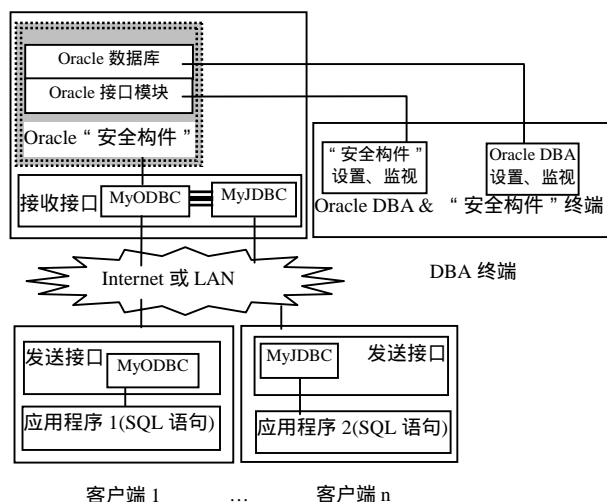 Oracle 数据库
Oracle 接口模块
Oracle“安全构件”
接收接口
MyODBC
MyJDBC
“安全构件”
设置、监视
Oracle DBA
设置、监视
Oracle DBA & “安全构件”终端
DBA 终端
Internet 或 LAN
发送接口
MyODBC
应用程序 1(SQL 语句)
MyJDBC
发送接口
应用程序 2(SQL 语句)
客户端 1 … 客户端 n